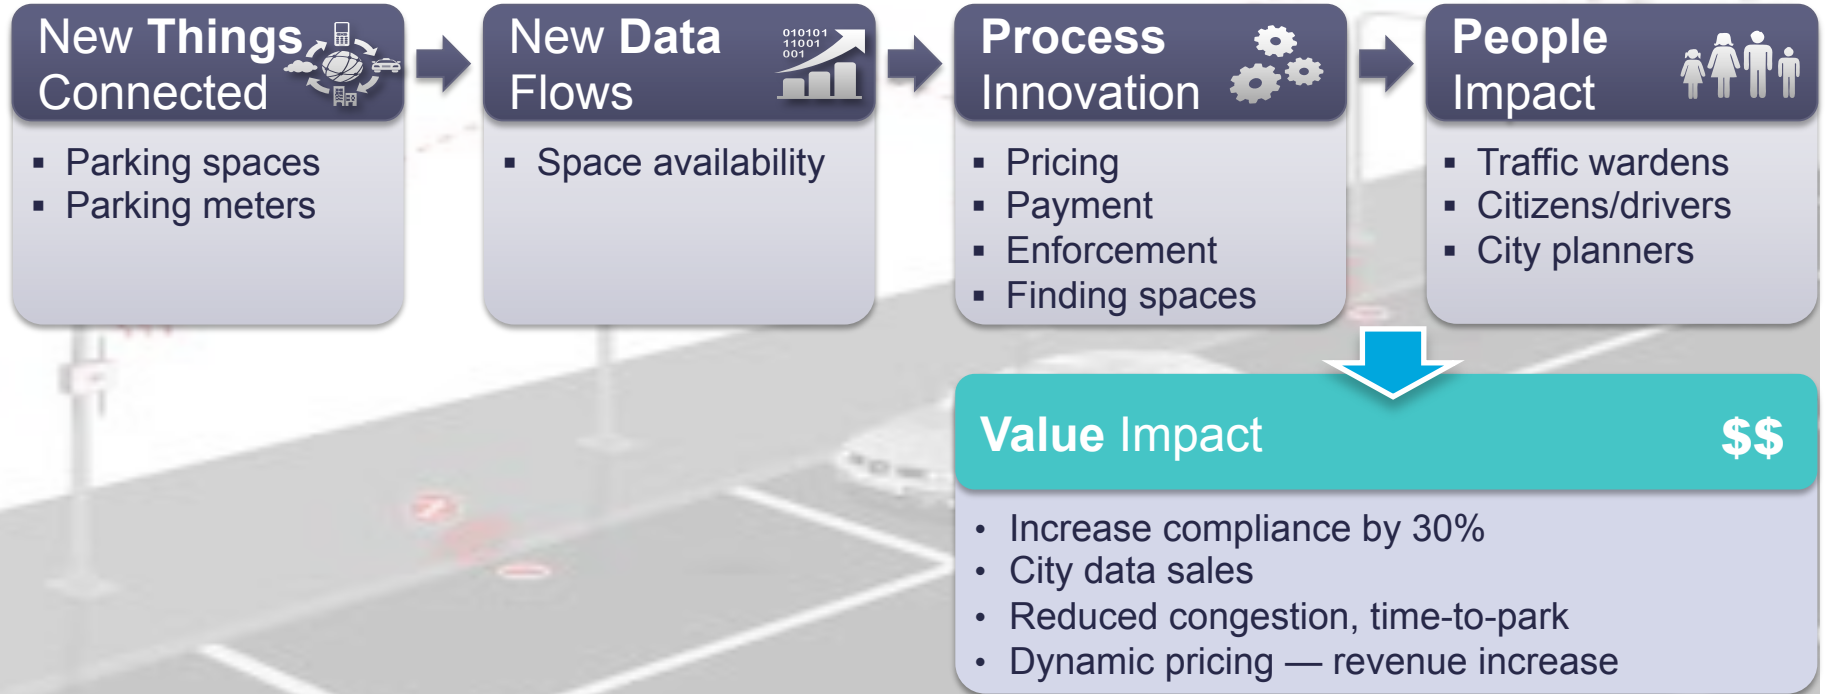 New Things
Connected
▪ Parking spaces
▪ Parking meters
New Data
Flows
010101
11001
001
▪ Space availability
Process
Innovation
▪ Pricing
▪ Payment
▪ Enforcement
▪ Finding spaces
People
Impact
▪ Traffic wardens
▪ Citizens/drivers
▪ City planners
Value Impact
$$
• Increase compliance by 30%
• City data sales
• Reduced congestion, time-to-park
• Dynamic pricing — revenue increase